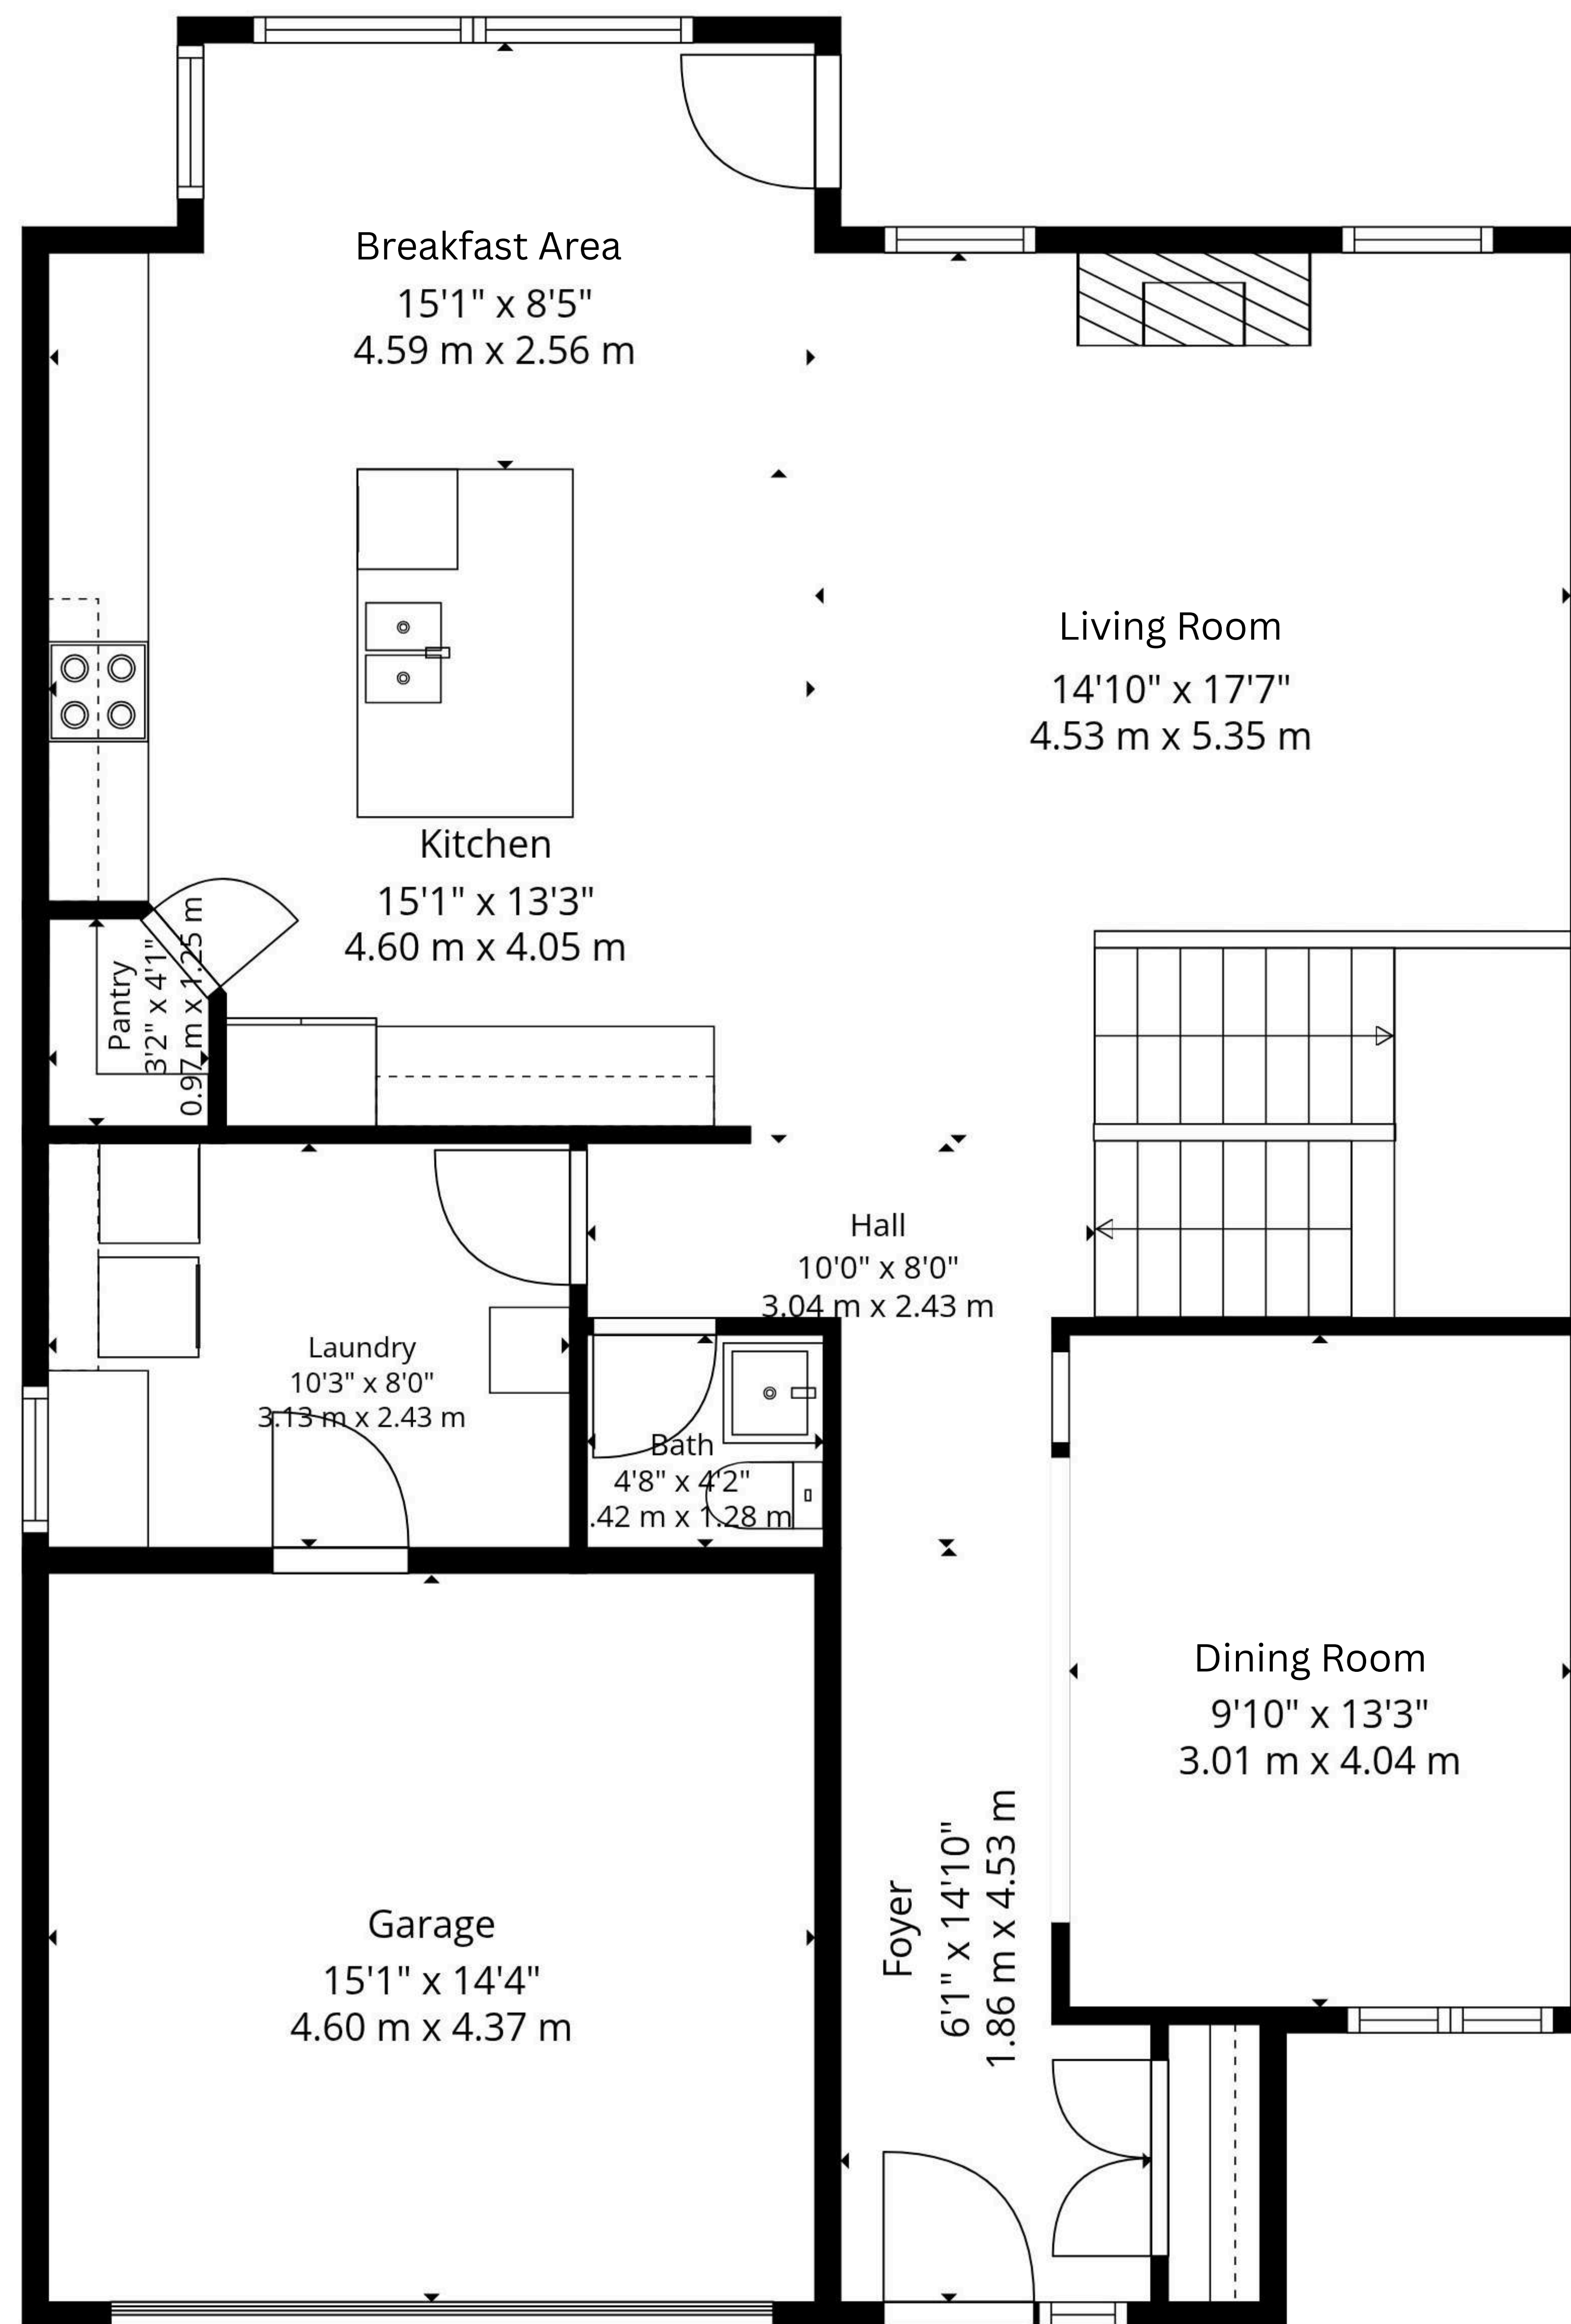 Breakfast Area
15'1" x 8'5"
4.59 m x 2.56 m
Living Room
14'10" x 17'7"
4.53 m x 5.35 m
Kitchen
15'1" x 13'3"
4.60 m x 4.05 m
Pantry
3'2" x 4'1"
0.97 m x 1.25 m
Hall
10'0" x 8'0"
3.04 m x 2.43 m
Laundry
10'3" x 8'0"
3.13 m x 2.43 m
Bath
4'8" x 4'2"
.42 m x 1.28 m
Dining Room
9'10" x 13'3"
3.01 m x 4.04 m
Foyer
6'1" x 14'10"
1.86 m x 4.53 m
Garage
15'1" x 14'4"
4.60 m x 4.37 m